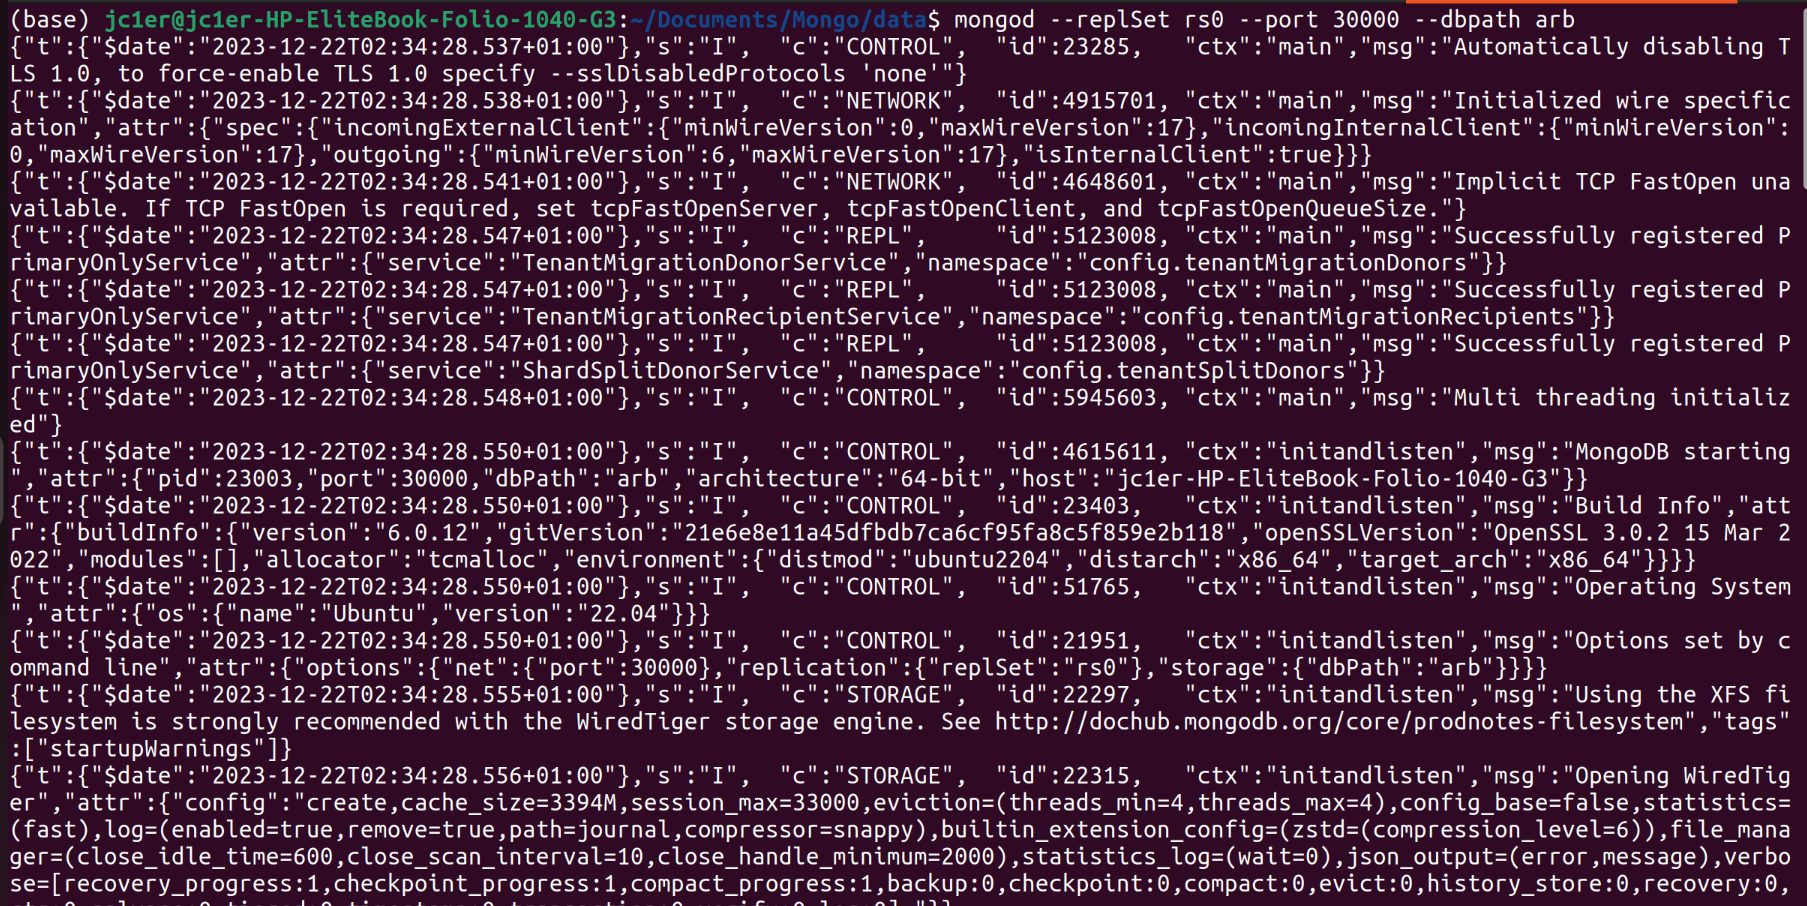 (base) jc1er@jc1er-HP-EliteBook-Folio-1040-G3:~/Documents/Mongo/data$ mongod --replSet rs0 --port 30000 --dbpath arb
{"t":{"$date":"2023-12-22T02:34:28.537+01:00"},"s":"I",  "c":"CONTROL",  "id":23285,   "ctx":"main","msg":"Automatically disabling T
LS 1.0, to force-enable TLS 1.0 specify --sslDisabledProtocols 'none'"}
{"t":{"$date":"2023-12-22T02:34:28.538+01:00"},"s":"I",  "c":"NETWORK",  "id":4915701, "ctx":"main","msg":"Initialized wire specific
ation","attr":{"spec":{"incomingExternalClient":{"minWireVersion":0,"maxWireVersion":17},"incomingInternalClient":{"minWireVersion":
0,"maxWireVersion":17},"outgoing":{"minWireVersion":6,"maxWireVersion":17},"isInternalClient":true}}}
{"t":{"$date":"2023-12-22T02:34:28.541+01:00"},"s":"I",  "c":"NETWORK",  "id":4648601, "ctx":"main","msg":"Implicit TCP FastOpen una
vailable. If TCP FastOpen is required, set tcpFastOpenServer, tcpFastOpenClient, and tcpFastOpenQueueSize."}
{"t":{"$date":"2023-12-22T02:34:28.547+01:00"},"s":"I",  "c":"REPL",     "id":5123008, "ctx":"main","msg":"Successfully registered P
rimaryOnlyService","attr":{"service":"TenantMigrationDonorService","namespace":"config.tenantMigrationDonors"}}
{"t":{"$date":"2023-12-22T02:34:28.547+01:00"},"s":"I",  "c":"REPL",     "id":5123008, "ctx":"main","msg":"Successfully registered P
rimaryOnlyService","attr":{"service":"TenantMigrationRecipientService","namespace":"config.tenantMigrationRecipients"}}
{"t":{"$date":"2023-12-22T02:34:28.547+01:00"},"s":"I",  "c":"REPL",     "id":5123008, "ctx":"main","msg":"Successfully registered P
rimaryOnlyService","attr":{"service":"ShardSplitDonorService","namespace":"config.tenantSplitDonors"}}
{"t":{"$date":"2023-12-22T02:34:28.548+01:00"},"s":"I",  "c":"CONTROL",  "id":5945603, "ctx":"main","msg":"Multi threading initializ
ed"}
{"t":{"$date":"2023-12-22T02:34:28.550+01:00"},"s":"I",  "c":"CONTROL",  "id":4615611, "ctx":"initandlisten","msg":"MongoDB starting
","attr":{"pid":23003,"port":30000,"dbPath":"arb","architecture":"64-bit","host":"jc1er-HP-EliteBook-Folio-1040-G3"}}
{"t":{"$date":"2023-12-22T02:34:28.550+01:00"},"s":"I",  "c":"CONTROL",  "id":23403,   "ctx":"initandlisten","msg":"Build Info","att
r":{"buildInfo":{"version":"6.0.12","gitVersion":"21e6e8e11a45dfbdb7ca6cf95fa8c5f859e2b118","openSSLVersion":"OpenSSL 3.0.2 15 Mar 2
022","modules":[],"allocator":"tcmalloc","environment":{"distmod":"ubuntu2204","distarch":"x86_64","target_arch":"x86_64"}}}}
{"t":{"$date":"2023-12-22T02:34:28.550+01:00"},"s":"I",  "c":"CONTROL",  "id":51765,   "ctx":"initandlisten","msg":"Operating System
","attr":{"os":{"name":"Ubuntu","version":"22.04"}}}
{"t":{"$date":"2023-12-22T02:34:28.550+01:00"},"s":"I",  "c":"CONTROL",  "id":21951,   "ctx":"initandlisten","msg":"Options set by c
ommand line","attr":{"options":{"net":{"port":30000},"replication":{"replSet":"rs0"},"storage":{"dbPath":"arb"}}}}
{"t":{"$date":"2023-12-22T02:34:28.555+01:00"},"s":"I",  "c":"STORAGE",  "id":22297,   "ctx":"initandlisten","msg":"Using the XFS fi
lesystem is strongly recommended with the WiredTiger storage engine. See http://dochub.mongodb.org/core/prodnotes-filesystem","tags"
:["startupWarnings"]}
{"t":{"$date":"2023-12-22T02:34:28.556+01:00"},"s":"I",  "c":"STORAGE",  "id":22315,   "ctx":"initandlisten","msg":"Opening WiredTig
er","attr":{"config":"create,cache_size=3394M,session_max=33000,eviction=(threads_min=4,threads_max=4),config_base=false,statistics=
(fast),log=(enabled=true,remove=true,path=journal,compressor=snappy),builtin_extension_config=(zstd=(compression_level=6)),file_mana
ger=(close_idle_time=600,close_scan_interval=10,close_handle_minimum=2000),statistics_log=(wait=0),json_output=(error,message),verbo
se=[recovery_progress:1,checkpoint_progress:1,compact_progress:1,backup:0,checkpoint:0,compact:0,evict:0,history_store:0,recovery:0,